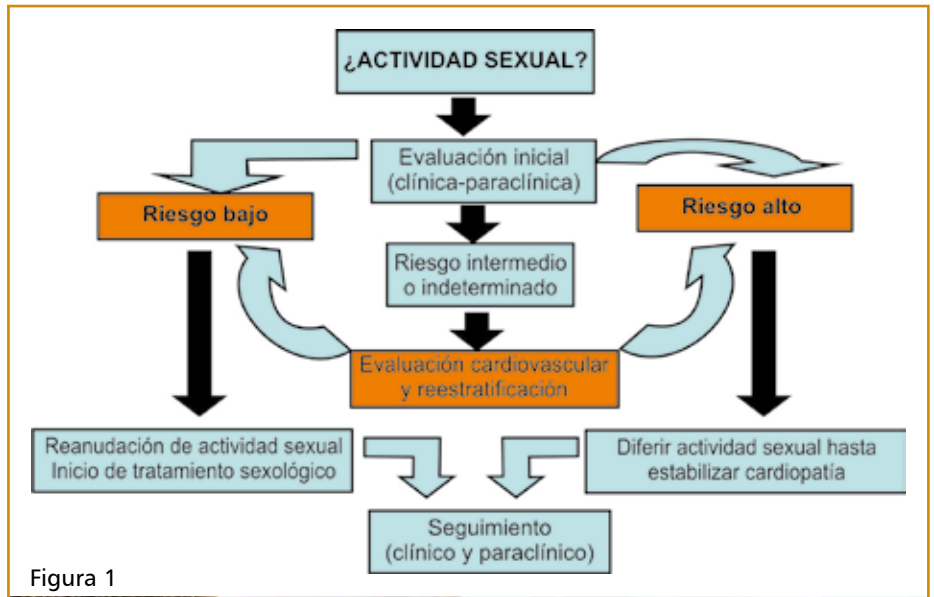 ¿ACTIVIDAD SEXUAL?
Evaluación inicial
(clínica-paraclínica)
Riesgo bajo
Riesgo alto
Riesgo intermedio
o indeterminado
Evaluación cardiovascular
y reestratificación
Reanudación de actividad sexual
Inicio de tratamiento sexológico
Diferir actividad sexual hasta
estabilizar cardiopatía
Seguimiento
(clínico y paraclínico)
Figura 1